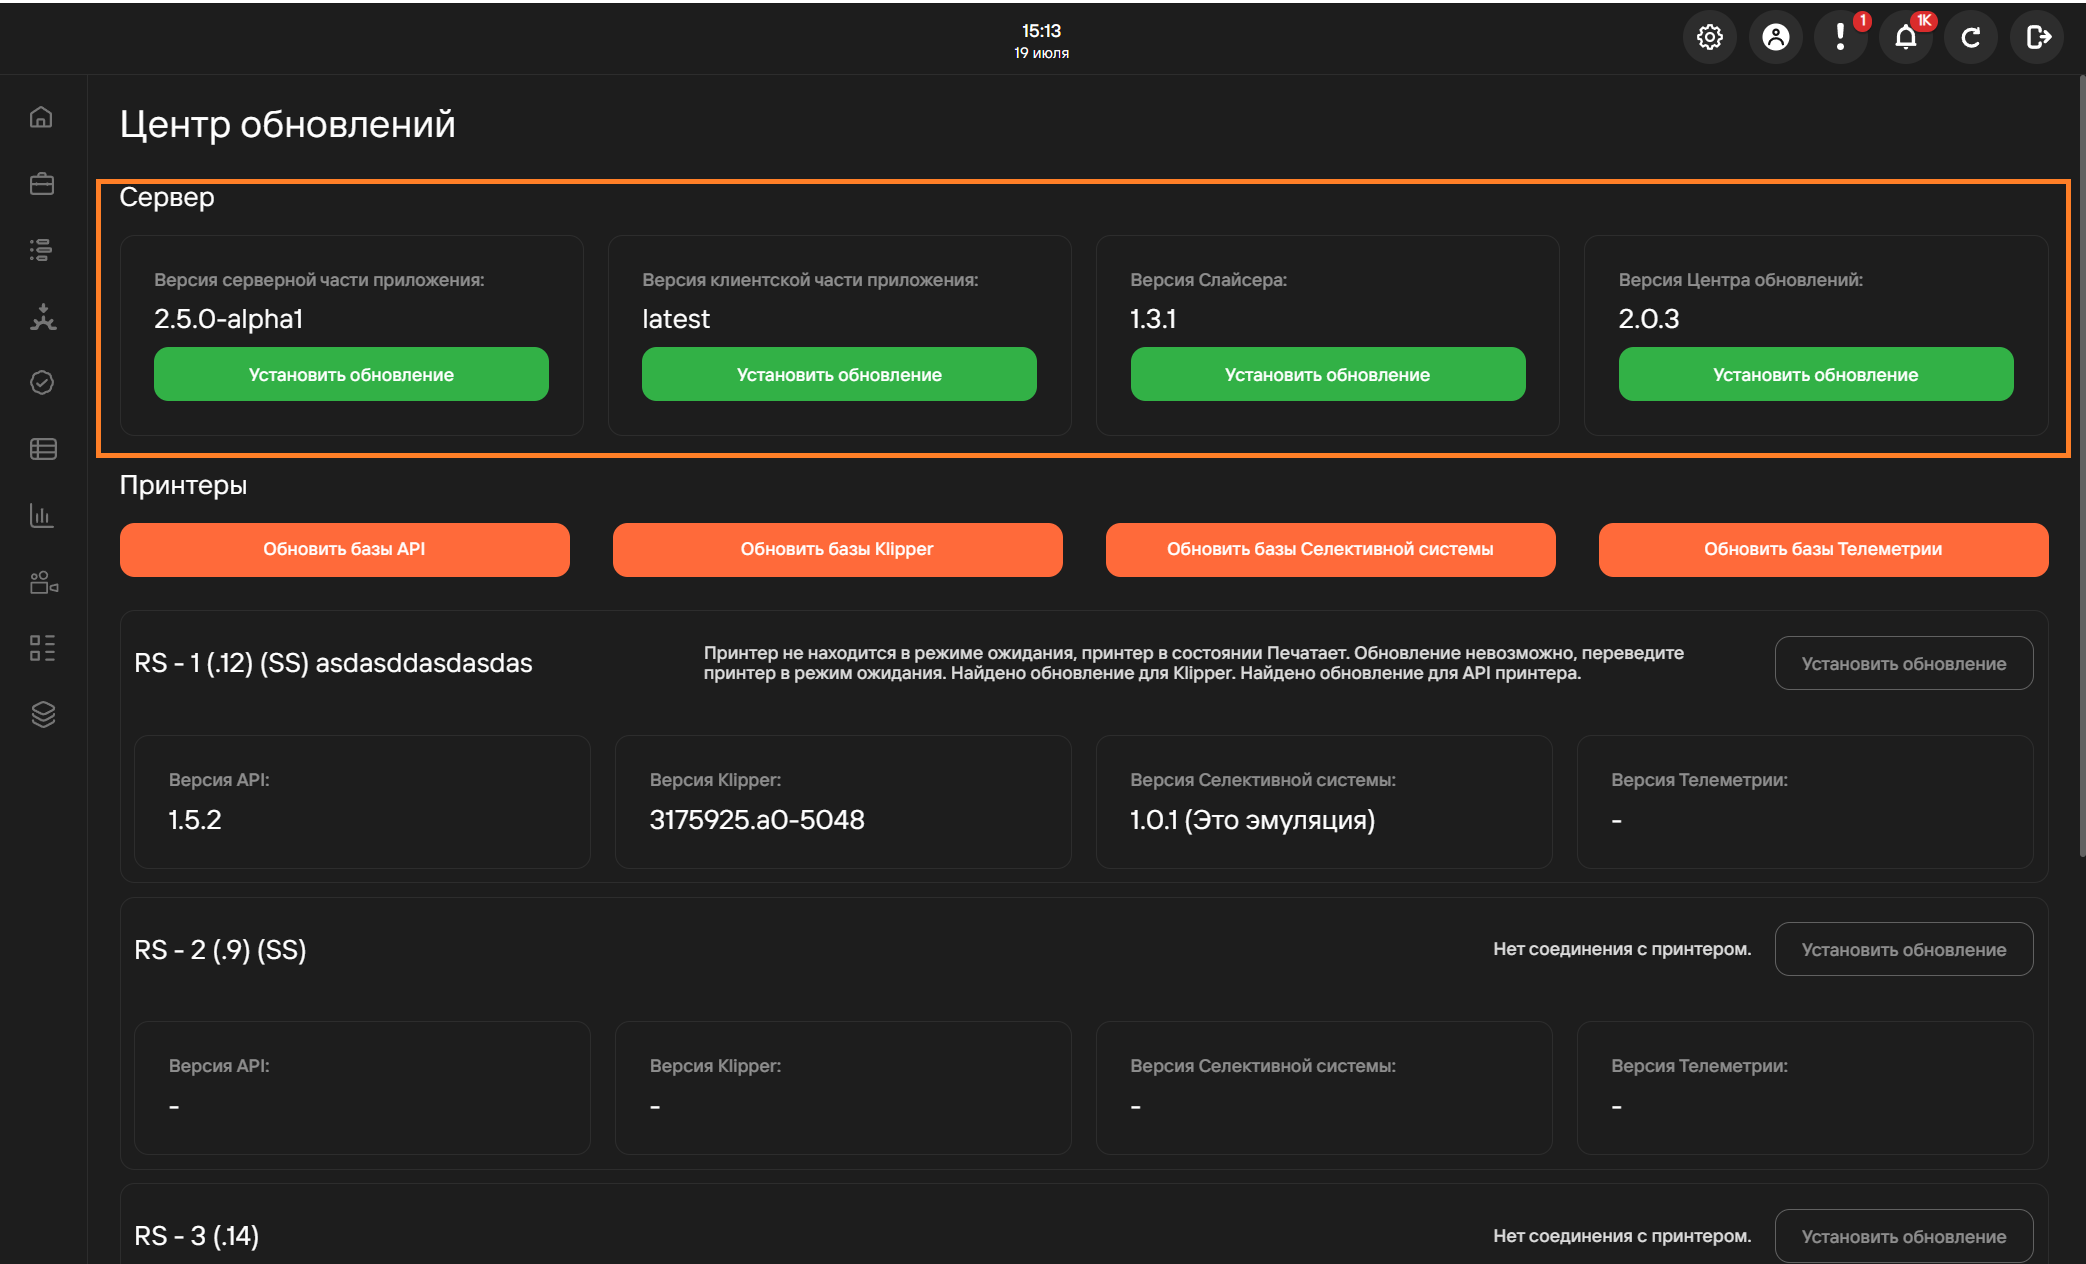 15:13
19 июля
1
1K
Центр обновлений
Сервер
Версия серверной части приложения:
2.5.0-alpha1
Установить обновление
Версия клиентской части приложения:
latest
Установить обновление
Версия Слайсера:
1.3.1
Установить обновление
Версия Центра обновлений:
2.0.3
Установить обновление
Принтеры
Обновить базы API
Обновить базы Klipper
Обновить базы Селективной системы
Обновить базы Телеметрии
RS - 1 (.12) (SS) asdasddasdasdas
Принтер не находится в режиме ожидания, принтер в состоянии Печатает. Обновление невозможно, переведите
принтер в режим ожидания. Найдено обновление для Klipper. Найдено обновление для API принтера.
Установить обновление
Версия API:
1.5.2
Версия Klipper:
3175925.a0-5048
Версия Селективной системы:
1.0.1 (Это эмуляция)
Версия Телеметрии:
-
RS - 2 (.9) (SS)
Нет соединения с принтером.
Установить обновление
Версия API:
-
Версия Klipper:
-
Версия Селективной системы:
-
Версия Телеметрии:
-
RS - 3 (.14)
Нет соединения с принтером.
Установить обновление